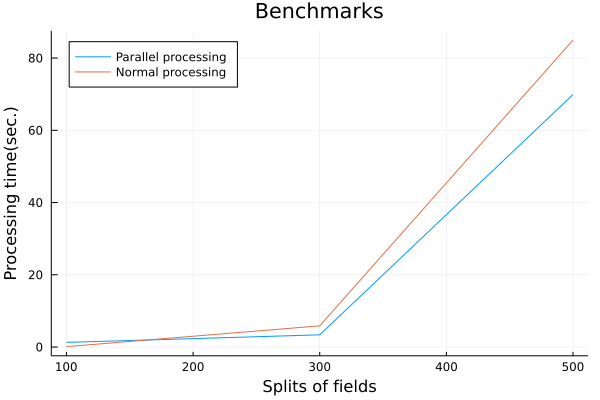 Benchmarks
Parallel processing
Normal processing
Processing time(sec.)
80
60
40
20
0
100 200 300 400 500
Splits of fields